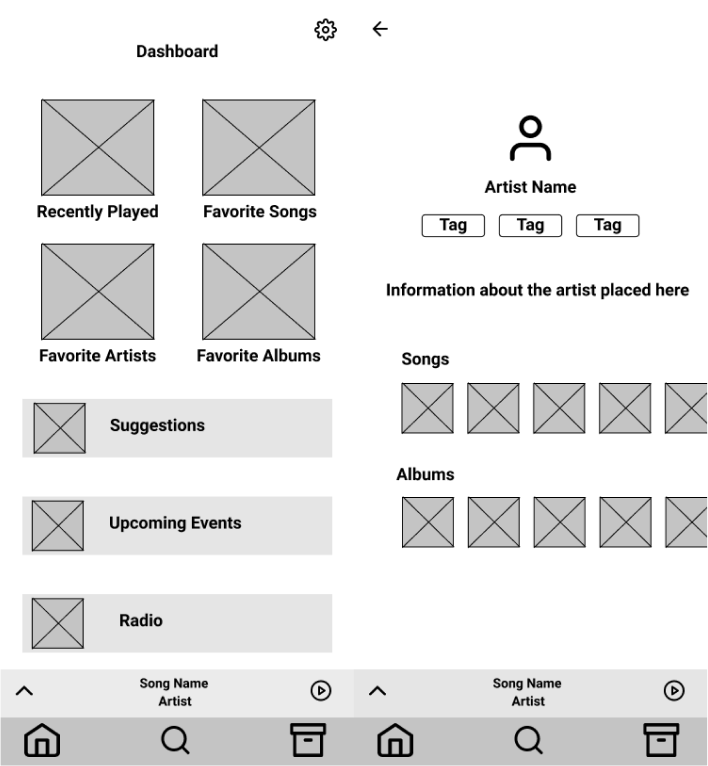 Dashboard
Recently Played
Favorite Songs
Favorite Artists
Favorite Albums
Suggestions
Upcoming Events
Radio
Song Name
Artist
Artist Name
Tag
Tag
Tag
Information about the artist placed here
Songs
Albums
Song Name
Artist